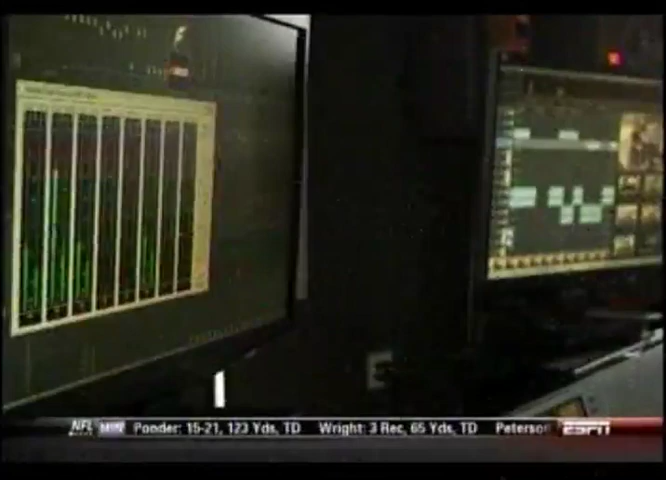 NFL MIN Ponder: 15-21, 123 Yds, TD Wright: 3 Rec, 65 Yds, TD Peterson ESPN